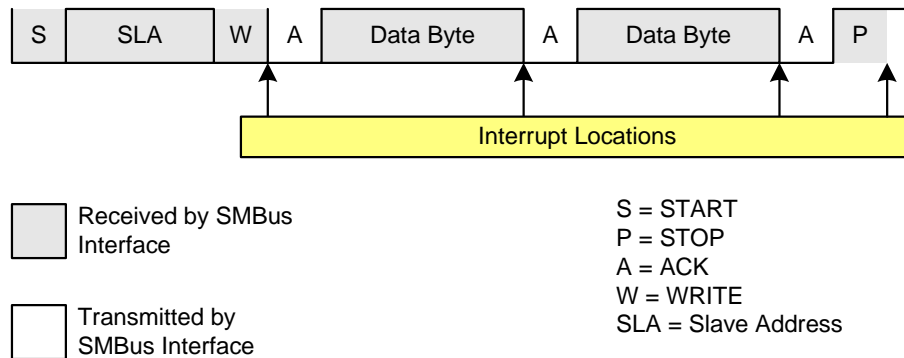 S SLA W A Data Byte A Data Byte A P
Interrupt Locations
Received by SMBus
Interface
Transmitted by
SMBus Interface
S = START
P = STOP
A = ACK
W = WRITE
SLA = Slave Address